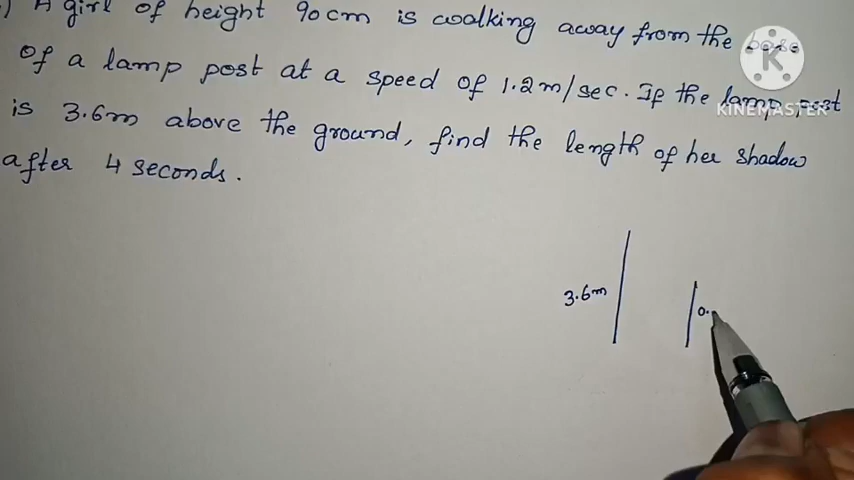 ) A girl of height 90cm is walking away from the base
of a lamp post at a speed of 1.2m/sec. If the lamp post
is 3.6m above the ground, find the length of her shadow
after 4 seconds.
3.6m
0.
K
KINEMASTER